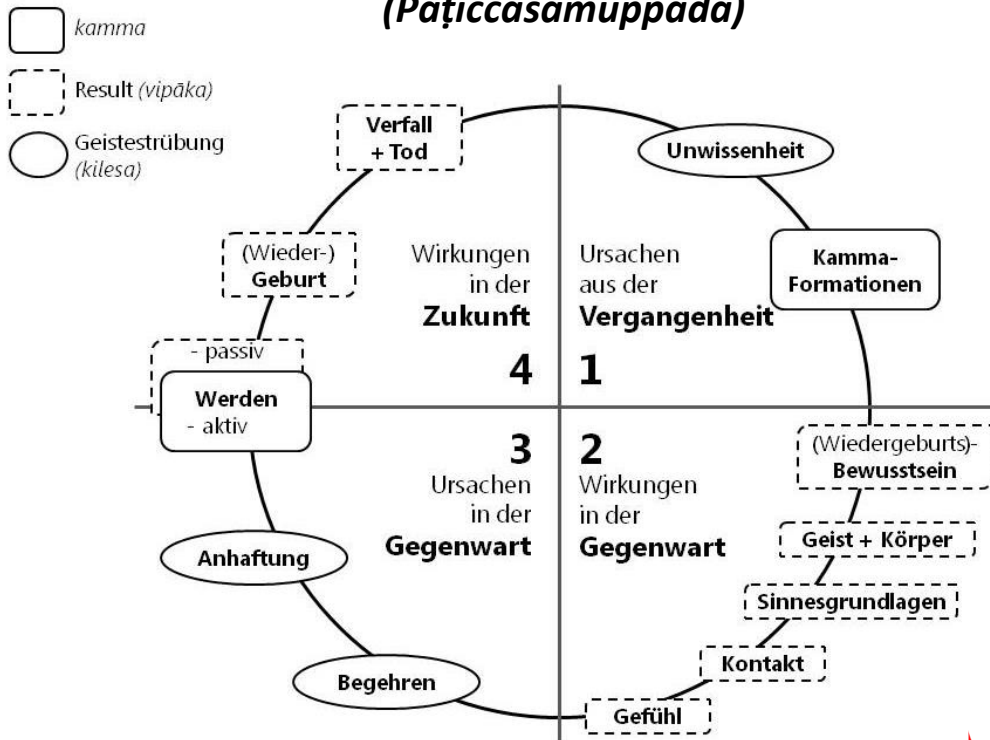 (Paṭiccasamuppāda)
kamma
Result (vipāka)
Geistestrübung
(kilesa)
Verfall
+ Tod
Unwissenheit
(Wieder-)
Geburt
Wirkungen
in der
Zukunft
4
Ursachen
aus der
Vergangenheit
1
Kamma-
Formationen
- passiv
Werden
- aktiv
3
Ursachen
in der
Gegenwart
2
Wirkungen
in der
Gegenwart
(Wiedergeburts)-
Bewusstsein
Geist + Körper
Sinnesgrundlagen
Kontakt
Gefühl
Begehren
Anhaftung